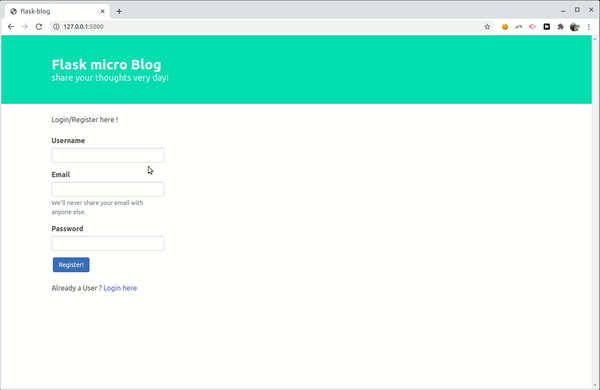 flask-blog
127.0.0.1:5000
Flask micro Blog
share your thoughts very day!
Login/Register here !
Username
Email
We'll never share your email with
anyone else.
Password
Register!
Already a User ? Login here